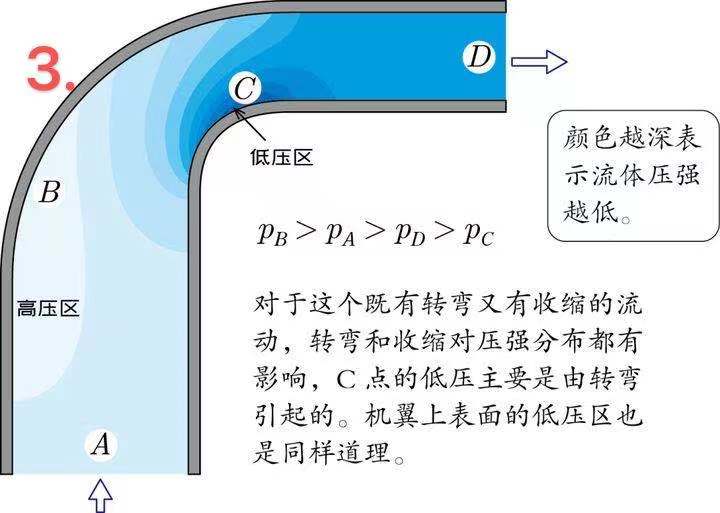 3.
C
D
低压区
颜色越深表
示流体压强
越低。
B
p_B > p_A > p_D > p_C
高压区
对于这个既有转弯又有收缩的流
动，转弯和收缩对压强分布都有
影响，C 点的低压主要是由转弯
引起的。机翼上表面的低压区也
是同样道理。
A